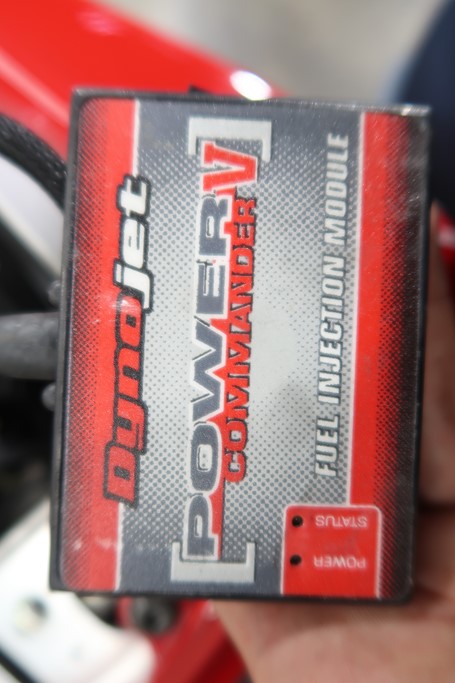 Dynojet
[POWER V]
COMMANDER
FUEL INJECTION MODULE
STATUS
POWER